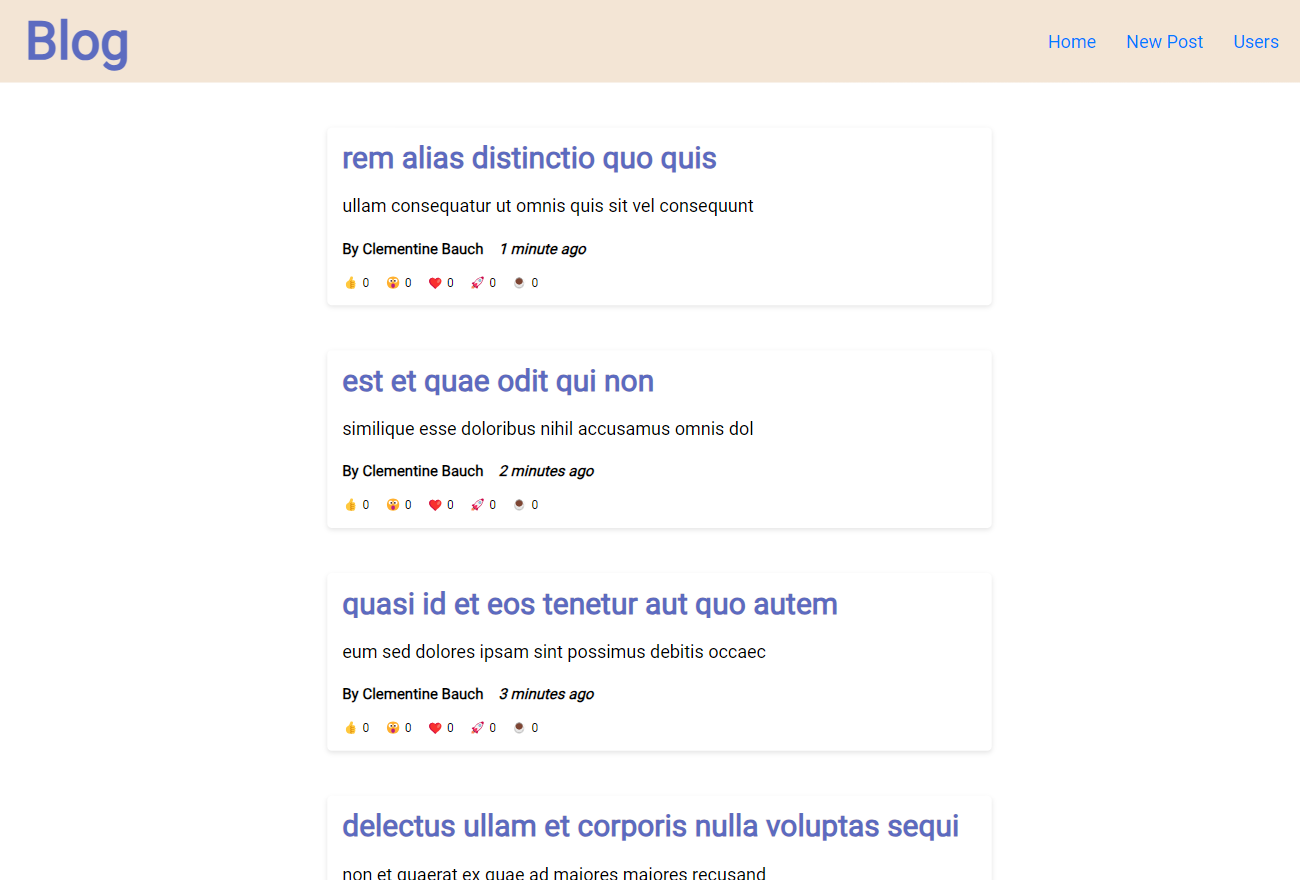 Blog
Home New Post Users
rem alias distinctio quo quis
ullam consequatur ut omnis quis sit vel consequunt
By Clementine Bauch 1 minute ago
👍 0 😲 0 ❤️ 0 🚀 0 ☕ 0
est et quae odit qui non
similique esse doloribus nihil accusamus omnis dol
By Clementine Bauch 2 minutes ago
👍 0 😲 0 ❤️ 0 🚀 0 ☕ 0
quasi id et eos tenetur aut quo autem
eum sed dolores ipsam sint possimus debitis occaec
By Clementine Bauch 3 minutes ago
👍 0 😲 0 ❤️ 0 🚀 0 ☕ 0
delectus ullam et corporis nulla voluptas sequi
non et quaerat ex quae ad maiores maiores recusand